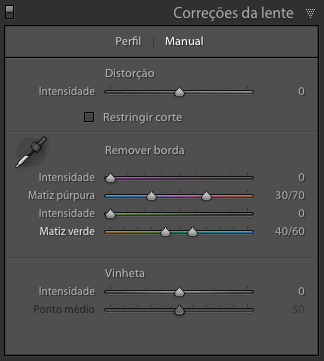 Correções da lente
Perfil | Manual
Distorção
Intensidade 0
Restringir corte
Remover borda
Intensidade 0
Matiz púrpura 30/70
Intensidade 0
Matiz verde 40/60
Vinheta
Intensidade 0
Ponto médio 50